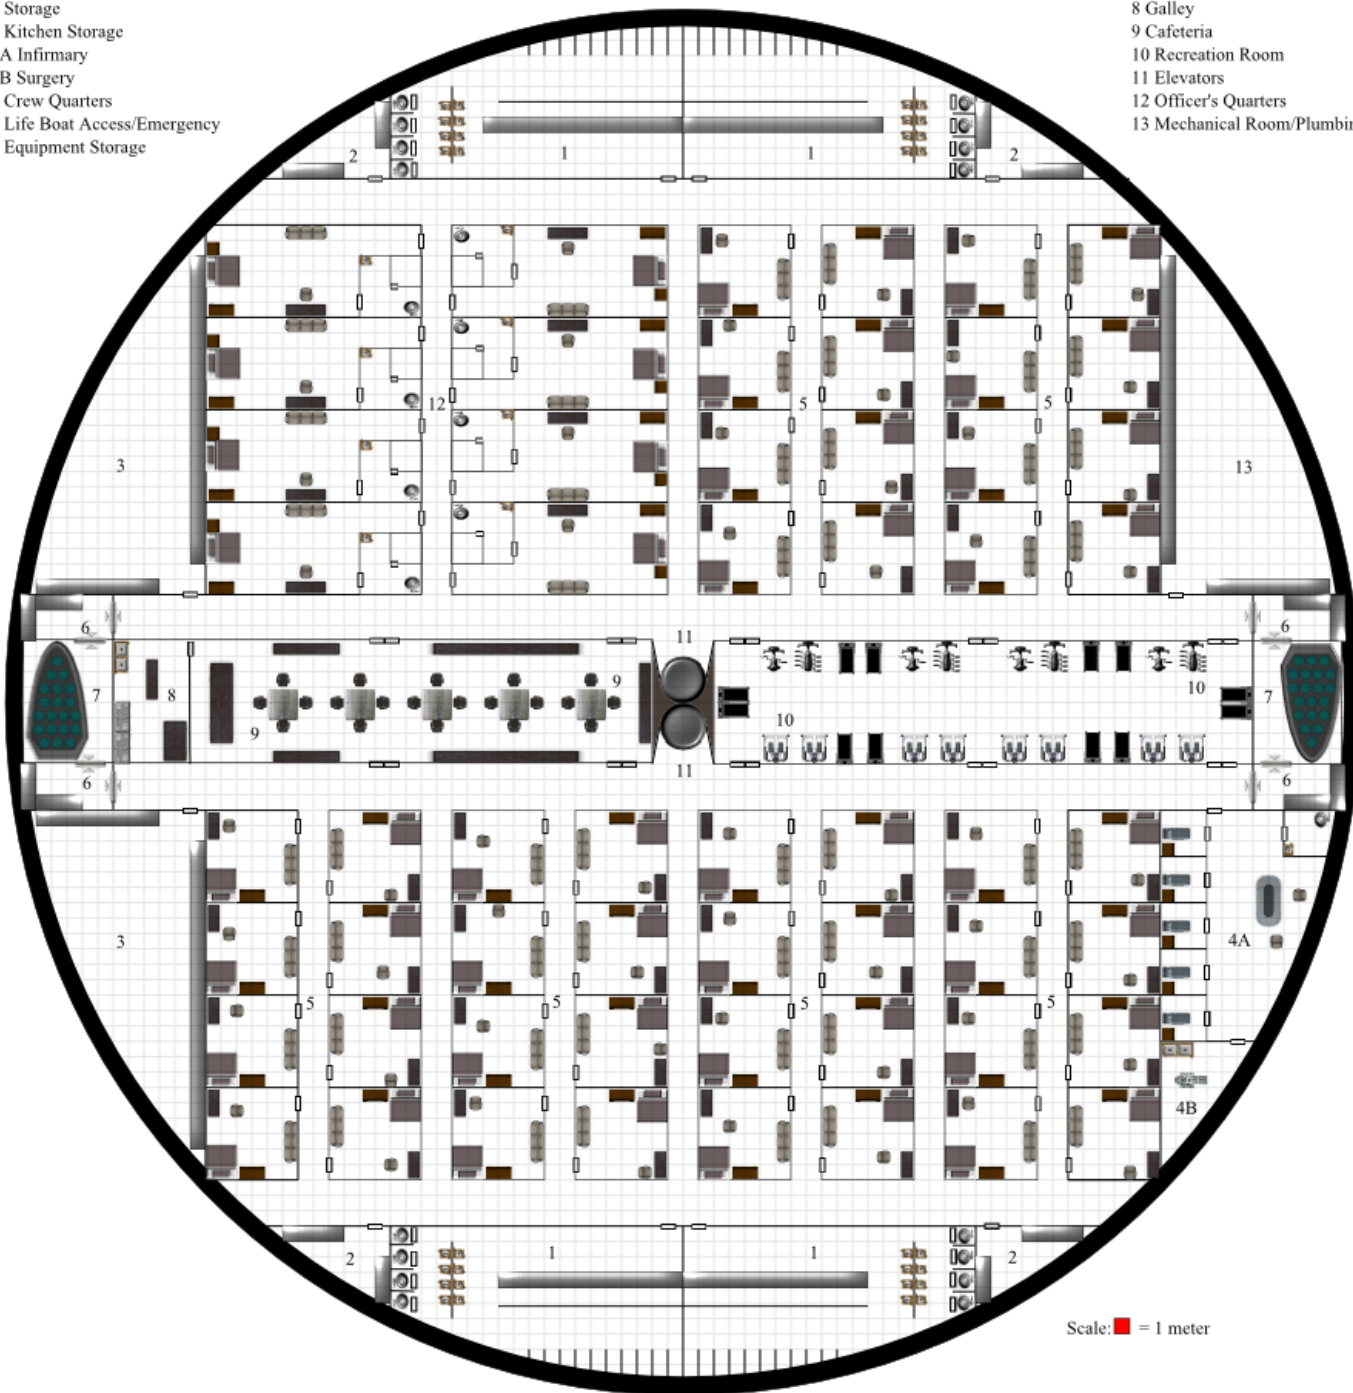 Storage
Kitchen Storage
A Infirmary
B Surgery
Crew Quarters
Life Boat Access/Emergency
Equipment Storage
8 Galley
9 Cafeteria
10 Recreation Room
11 Elevators
12 Officer's Quarters
13 Mechanical Room/Plumbin
2
1
1
2
12
5
5
3
13
6
11
6
7
8
9
9
10
10
7
6
11
6
3
4A
5
5
5
5
4B
2
1
1
2
Scale: = 1 meter